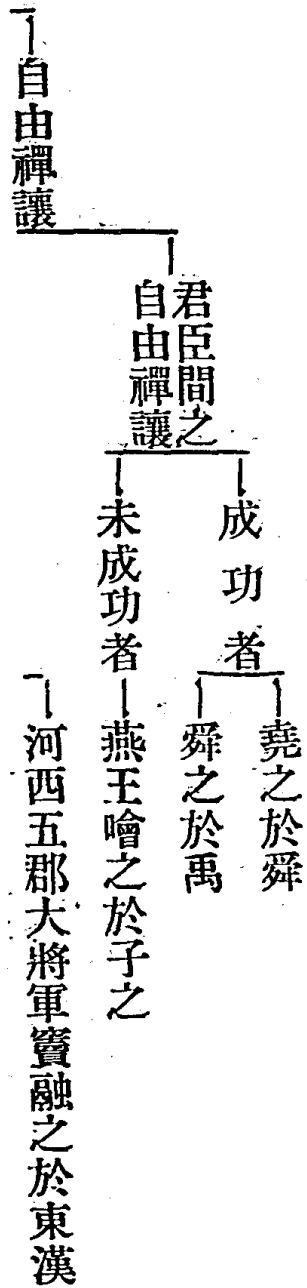 自由禪讓
君臣間之
自由禪讓
成功者
堯之於舜
舜之於禹
未成功者
燕王噲之於子之
河西五郡大將軍竇融之於東漢